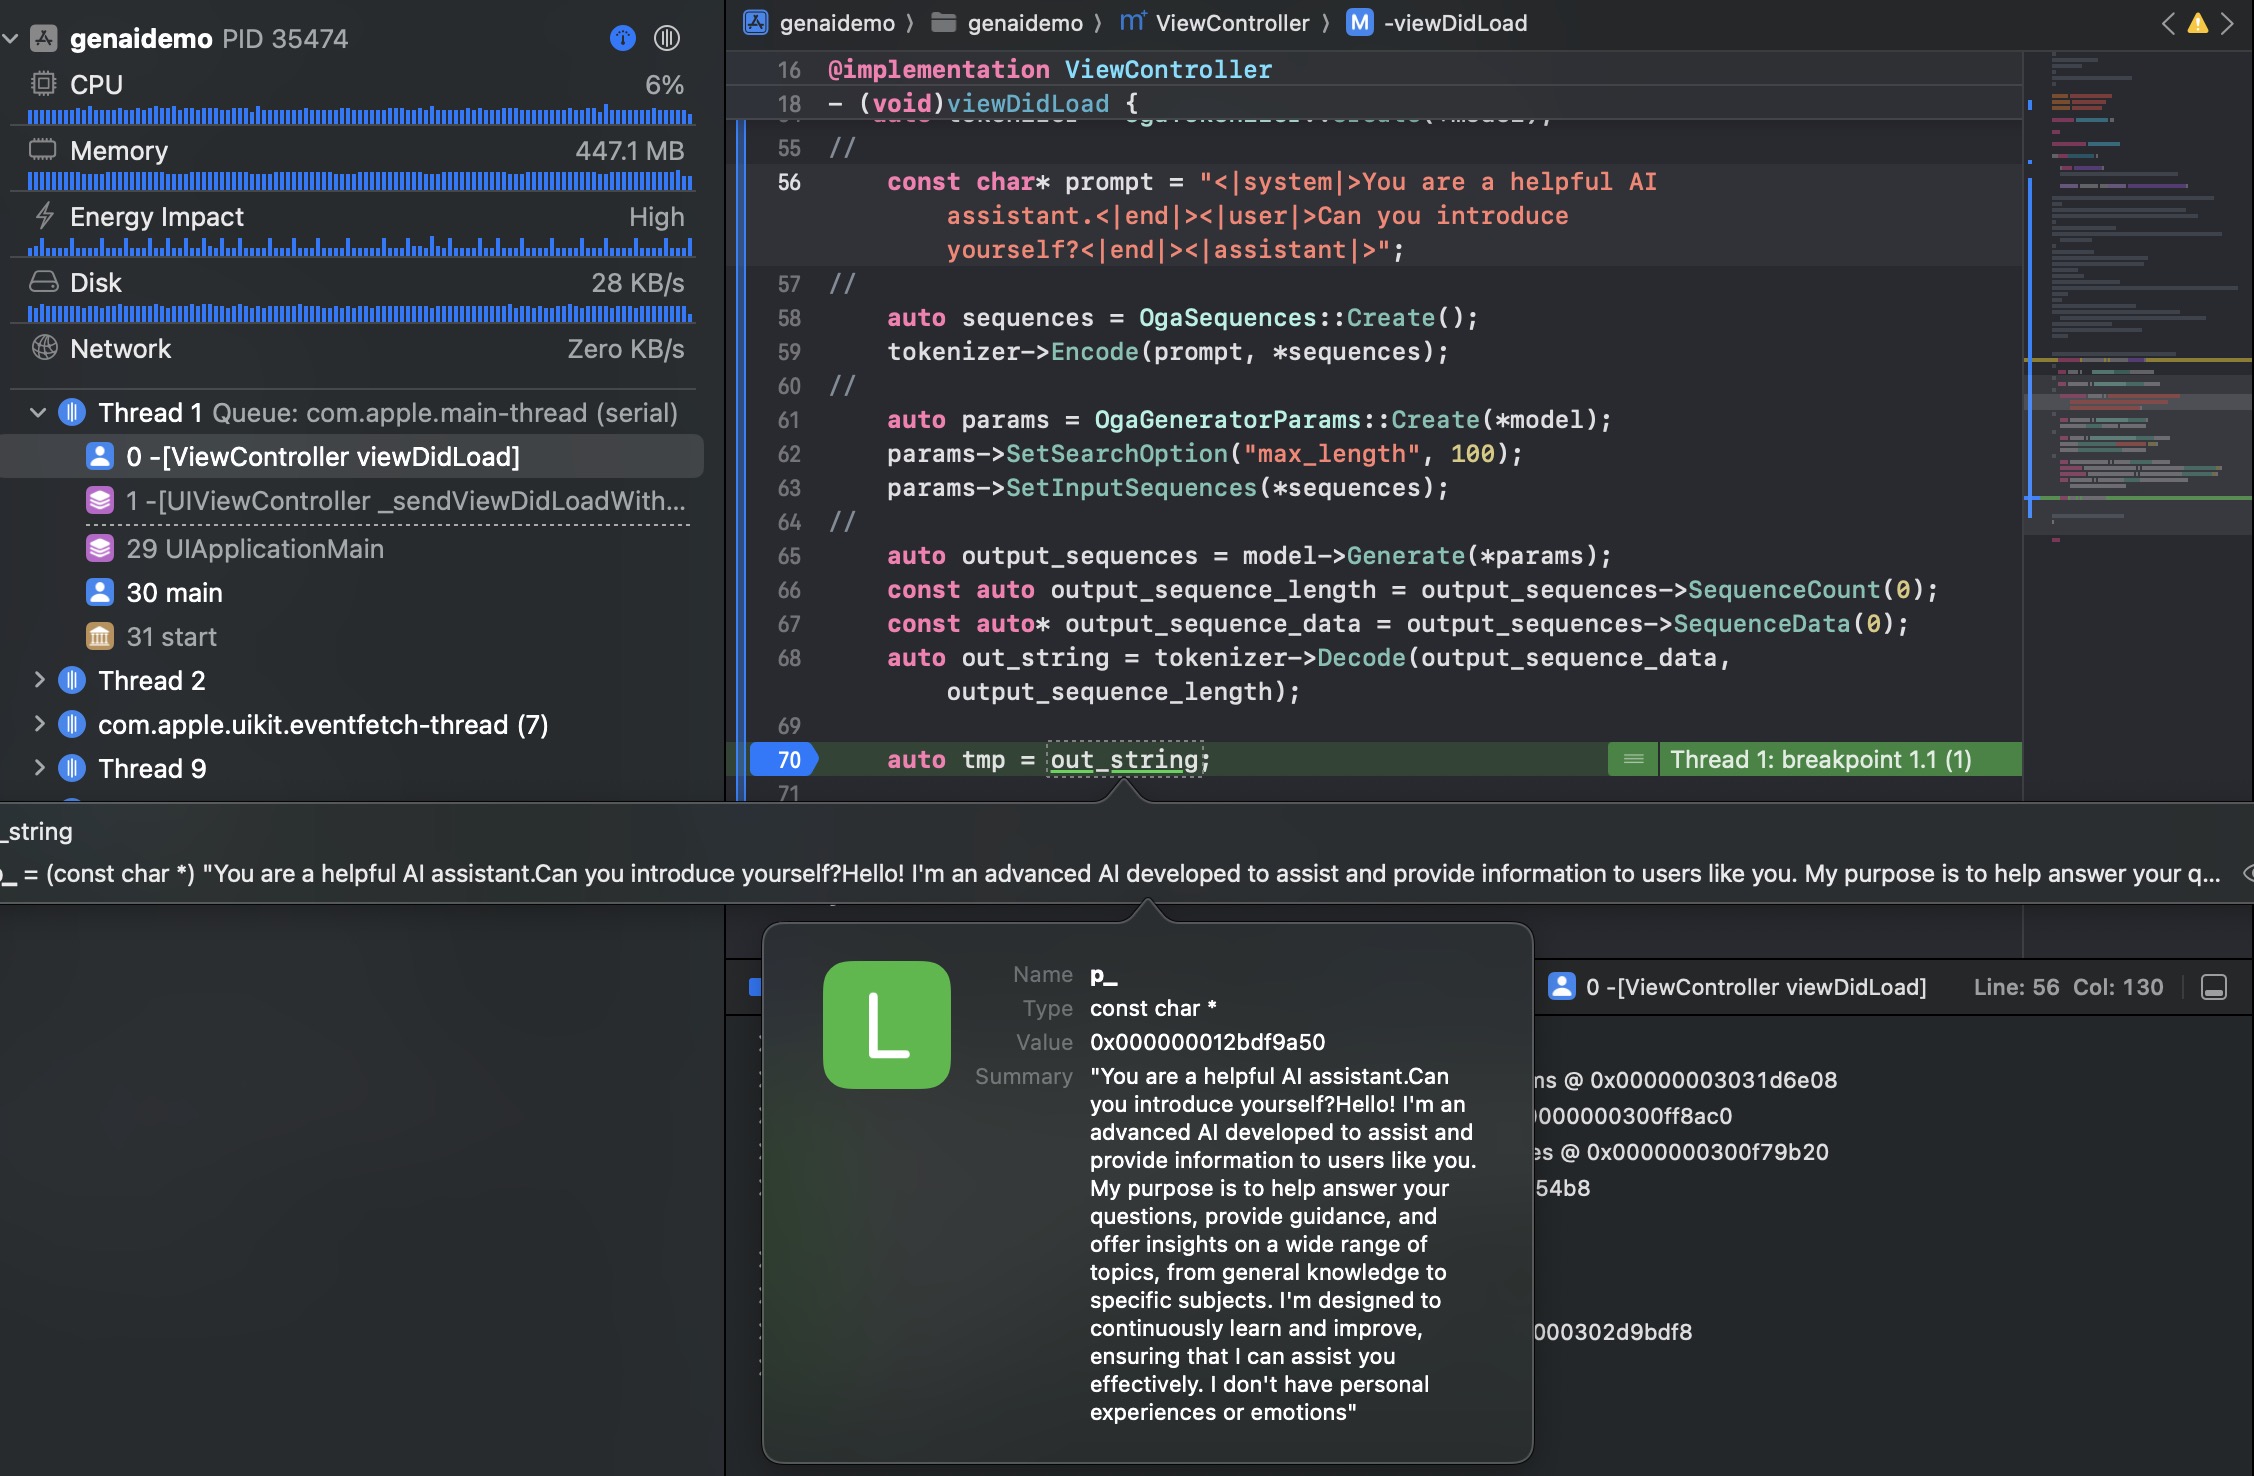 genaidemo PID 35474
CPU 6%
Memory 447.1 MB
Energy Impact High
Disk 28 KB/s
Network Zero KB/s
Thread 1 Queue: com.apple.main-thread (serial)
0 -[ViewController viewDidLoad]
1 -[UIViewController _sendViewDidLoadWith...
29 UIApplicationMain
30 main
31 start
Thread 2
com.apple.uikit.eventfetch-thread (7)
Thread 9
genaidemo 〉 genaidemo 〉 ViewController 〉 M -viewDidLoad
16 @implementation ViewController
18 - (void)viewDidLoad {
55 //
56 const char* prompt = "<|system|>You are a helpful AI
assistant.<|end|><|user|>Can you introduce
yourself?<|end|><|assistant|>";
57 //
58 auto sequences = OgaSequences::Create();
59 tokenizer->Encode(prompt, *sequences);
60 //
61 auto params = OgaGeneratorParams::Create(*model);
62 params->SetSearchOption("max_length", 100);
63 params->SetInputSequences(*sequences);
64 //
65 auto output_sequences = model->Generate(*params);
66 const auto output_sequence_length = output_sequences->SequenceCount(0);
67 const auto* output_sequence_data = output_sequences->SequenceData(0);
68 auto out_string = tokenizer->Decode(output_sequence_data,
output_sequence_length);
69
70 auto tmp = out_string; Thread 1: breakpoint 1.1 (1)
71
_string
= (const char *) "You are a helpful AI assistant.Can you introduce yourself?Hello! I'm an advanced AI developed to assist and provide information to users like you. My purpose is to help answer your q...
L
Name p_
Type const char *
Value 0x000000012bdf9a50
Summary "You are a helpful AI assistant.Can
you introduce yourself?Hello! I'm an
advanced AI developed to assist and
provide information to users like you.
My purpose is to help answer your
questions, provide guidance, and
offer insights on a wide range of
topics, from general knowledge to
specific subjects. I'm designed to
continuously learn and improve,
ensuring that I can assist you
effectively. I don't have personal
experiences or emotions"
0 -[ViewController viewDidLoad] Line: 56 Col: 130
ns @ 0x00000003031d6e08
0000000300ff8ac0
es @ 0x0000000300f79b20
54b8
000302d9bdf8